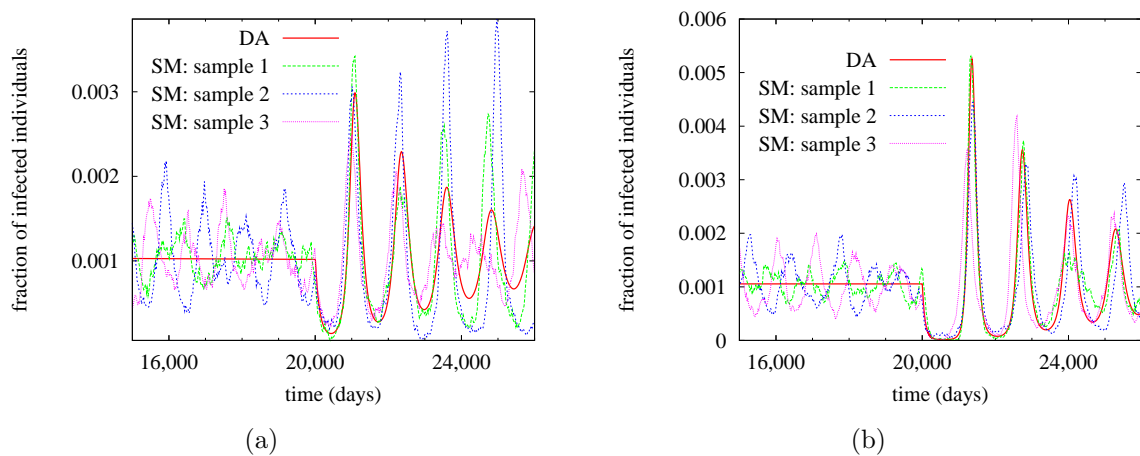 fraction of infected individuals
0.003
0.002
0.001
DA
SM: sample 1
SM: sample 2
SM: sample 3
16,000
20,000
24,000
time (days)
(a)
fraction of infected individuals
0.006
0.005
0.004
0.003
0.002
0.001
0
DA
SM: sample 1
SM: sample 2
SM: sample 3
16,000
20,000
24,000
time (days)
(b)